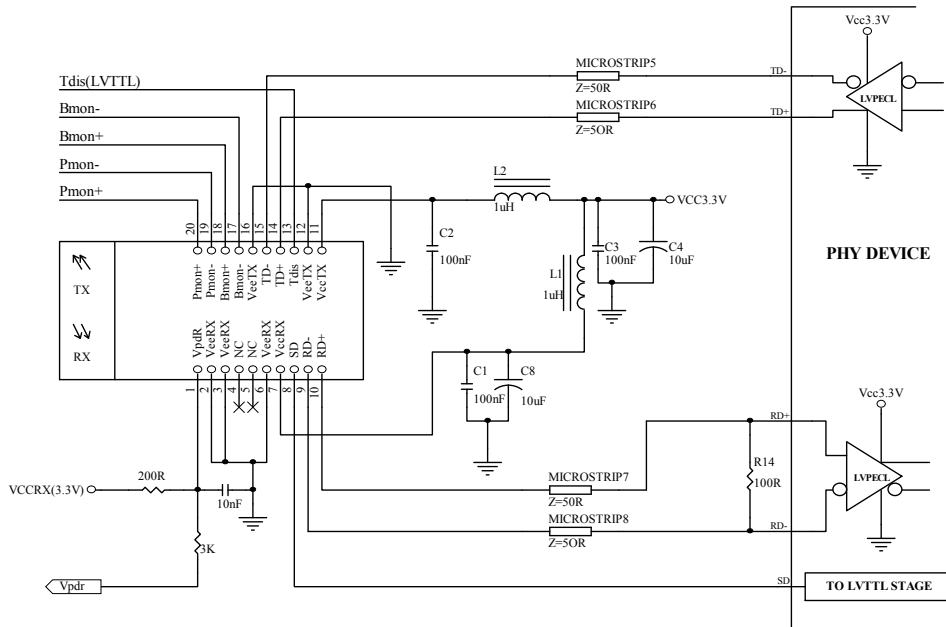 Vcc3.3V
MICROSTRIP5
TD-
Tdis(LVTTL)
Z=50R
LVPECL
Bmon-
MICROSTRIP6
TD+
Bmon+
Z=5OR
Pmon-
L2
Pmon+
1uH
VCC3.3V
20
19
18
17
16
15
14
13
12
11
C2
100nF
C3
100nF
C4
10uF
PHY DEVICE
L1
1uH
TX
Pmon+
Pmon-
Bmon+
Bmon-
VeeTX
TD-
TD+
Tdis
VeeTX
VccTX
RX
VpdR
VeeRX
VeeRX
NC
NC
VeeRX
VccRX
SD
RD-
RD+
1
2
3
4
5
6
7
8
9
10
C1
100nF
C8
10uF
Vcc3.3V
RD+
R14
100R
LVPECL
200R
VCCRX(3.3V)
10nF
MICROSTRIP7
Z=50R
MICROSTRIP8
RD-
Z=5OR
3K
Vpdr
SD
TO LVTTL STAGE